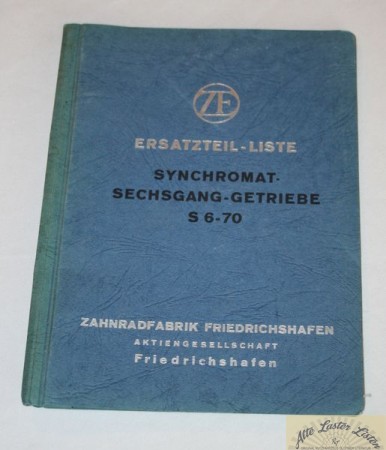 ZF
ERSATZTEIL-LISTE
SYNCHROMAT-
SECHSGANG-GETRIEBE
S 6-70
ZAHNRADFABRIK FRIEDRICHSHAFEN
AKTIENGESELLSCHAFT
Friedrichshafen
Alte Laster Listen